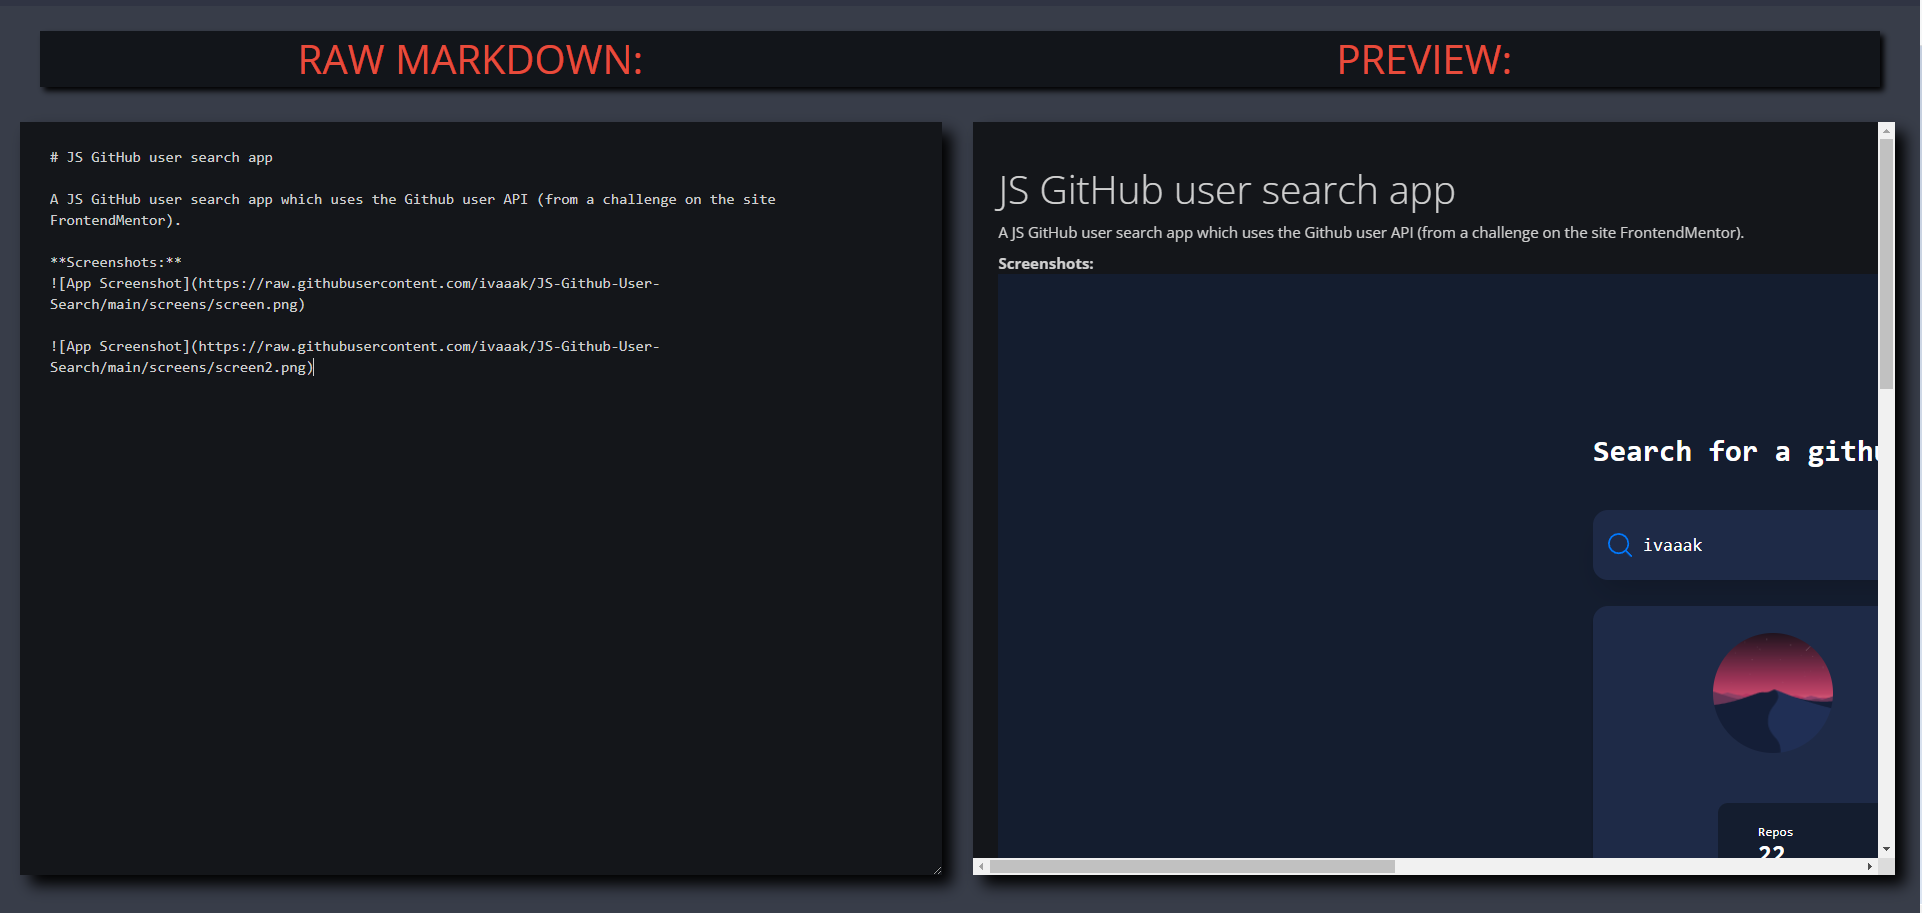 RAW MARKDOWN:
PREVIEW:
# JS GitHub user search app
A JS GitHub user search app which uses the Github user API (from a challenge on the site
FrontendMentor).
**Screenshots:**
![App Screenshot](https://raw.githubusercontent.com/ivaaak/JS-Github-User-
Search/main/screens/screen.png)
![App Screenshot](https://raw.githubusercontent.com/ivaaak/JS-Github-User-
Search/main/screens/screen2.png)
JS GitHub user search app
A JS GitHub user search app which uses the Github user API (from a challenge on the site FrontendMentor).
Screenshots:
Search for a githu
ivaaak
Repos
22